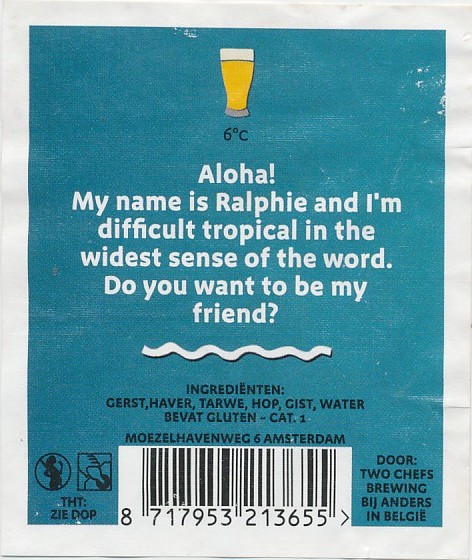 6°C
Aloha!
My name is Ralphie and I'm
difficult tropical in the
widest sense of the word.
Do you want to be my
friend?
INGREDIËNTEN:
GERST,HAVER, TARWE, HOP, GIST, WATER
BEVAT GLUTEN - CAT. 1
MOEZELHAVENWEG 6 AMSTERDAM
THT:
ZIE DOP
8 717953 213655 >
DOOR:
TWO CHEFS
BREWING
BIJ ANDERS
IN BELGIË